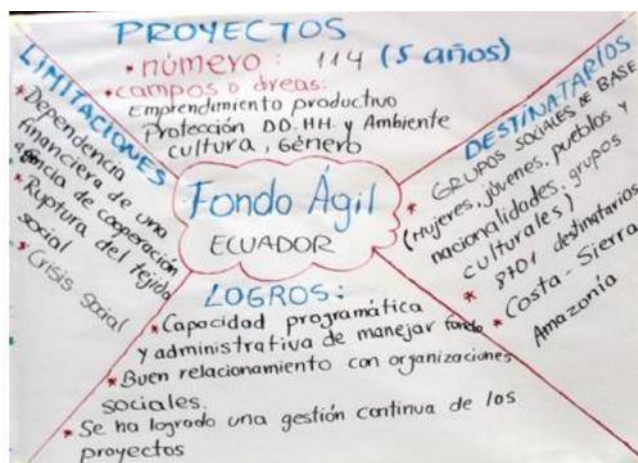 PROYECTOS
• número: 114 (5 años)
• campos o áreas:
Emprendimiento productivo
Protección DD.HH. y Ambiente
cultura, Género
LIMITACIONES
* Dependencia
financiera de una
agencia de cooperación
* Ruptura del tejido
social
* Crisis social
Fondo Ágil
ECUADOR
DESTINATARIOS
* GRUPOS SOCIALES DE BASE
(Mujeres, jóvenes, pueblos y
nacionalidades, grupos
culturales)
* 8701 destinatarios
* Costa - Sierra
Amazonía
LOGROS:
* Capacidad programática
y administrativa de manejar fondo
* Buen relacionamiento con organizaciones
sociales.
* Se ha logrado una gestión continua de los
proyectos